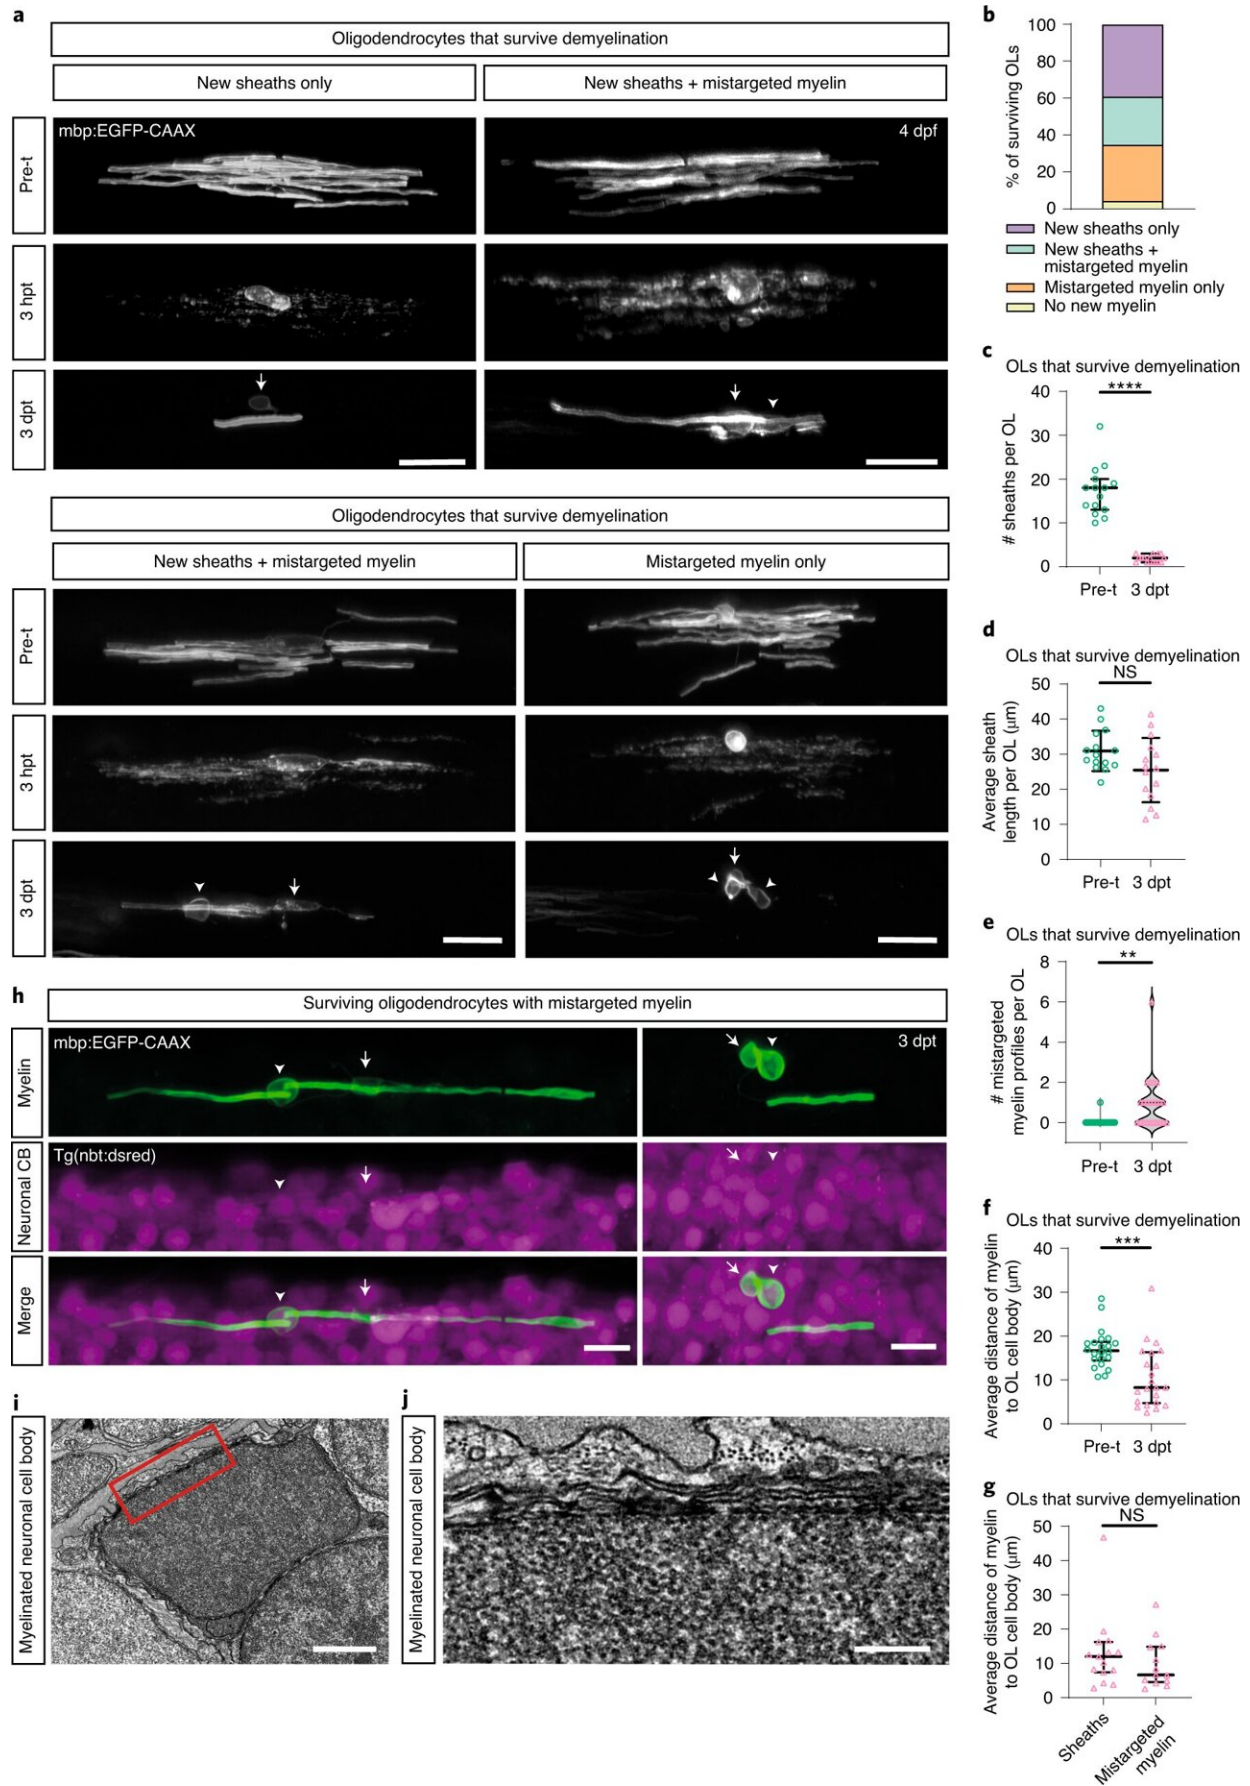 a
Oligodendrocytes that survive demyelination
New sheaths only
New sheaths + mistargeted myelin
Pre-t
mbp:EGFP-CAAX
4 dpf
3 hpt
3 dpt
Oligodendrocytes that survive demyelination
New sheaths + mistargeted myelin
Mistargeted myelin only
Pre-t
3 hpt
3 dpt
h
Surviving oligodendrocytes with mistargeted myelin
Myelin
mbp:EGFP-CAAX
3 dpt
Neuronal CB
Tg(nbt:dsred)
Merge
i
Myelinated neuronal cell body
j
Myelinated neuronal cell body
b
% of surviving OLs
100
80
60
40
20
0
New sheaths only
New sheaths +
mistargeted myelin
Mistargeted myelin only
No new myelin
c
OLs that survive demyelination
****
# sheaths per OL
40
30
20
10
0
Pre-t
3 dpt
d
OLs that survive demyelination
NS
Average sheath
length per OL (μm)
50
40
30
20
10
0
Pre-t
3 dpt
e
OLs that survive demyelination
**
# mistargeted
myelin profiles per OL
8
6
4
2
0
Pre-t
3 dpt
f
OLs that survive demyelination
***
Average distance of myelin
to OL cell body (μm)
40
30
20
10
0
Pre-t
3 dpt
g
OLs that survive demyelination
NS
Average distance of myelin
to OL cell body (μm)
50
40
30
20
10
0
Sheaths
Mistargeted
myelin